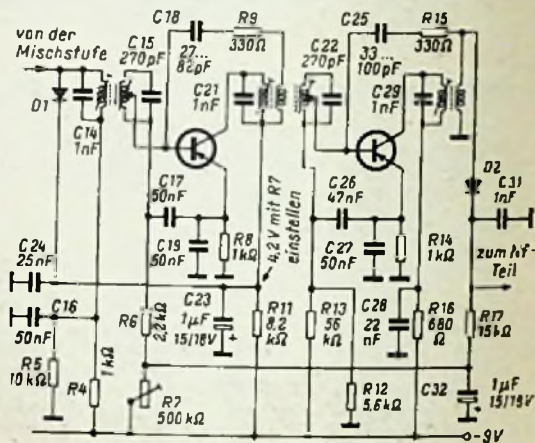 von der
Mischstufe
C18
27...
82pF
R9
330Ω
C25
33...
100pF
R15
330Ω
C15
270pF
C22
270pF
D1
C14
1nF
C21
1nF
C29
1nF
D2
C17
50nF
C26
47nF
C31
1nF
C24
25nF
C19
50nF
R8
1kΩ
4,2V mit R7
einstellen
C27
50nF
R14
1kΩ
zum Nf-
Teil
C16
50nF
R6
2,2kΩ
C23
1µF
15/18V
+
R11
8,2
kΩ
R13
56
kΩ
C28
22
nF
R16
680
Ω
R17
15kΩ
R5
10kΩ
R4
1kΩ
R7
500kΩ
R12
5,6kΩ
C32
1µF
15/18V
+
-9V